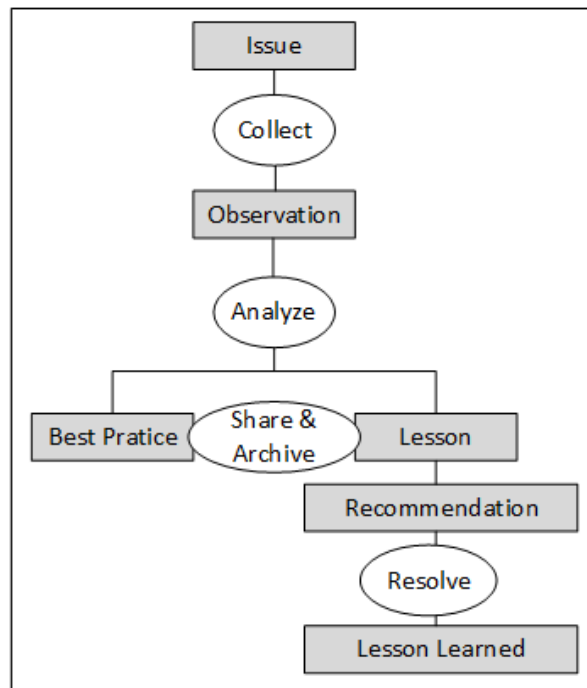 Issue
Collect
Observation
Analyze
Best Pratice
Share &
Archive
Lesson
Recommendation
Resolve
Lesson Learned